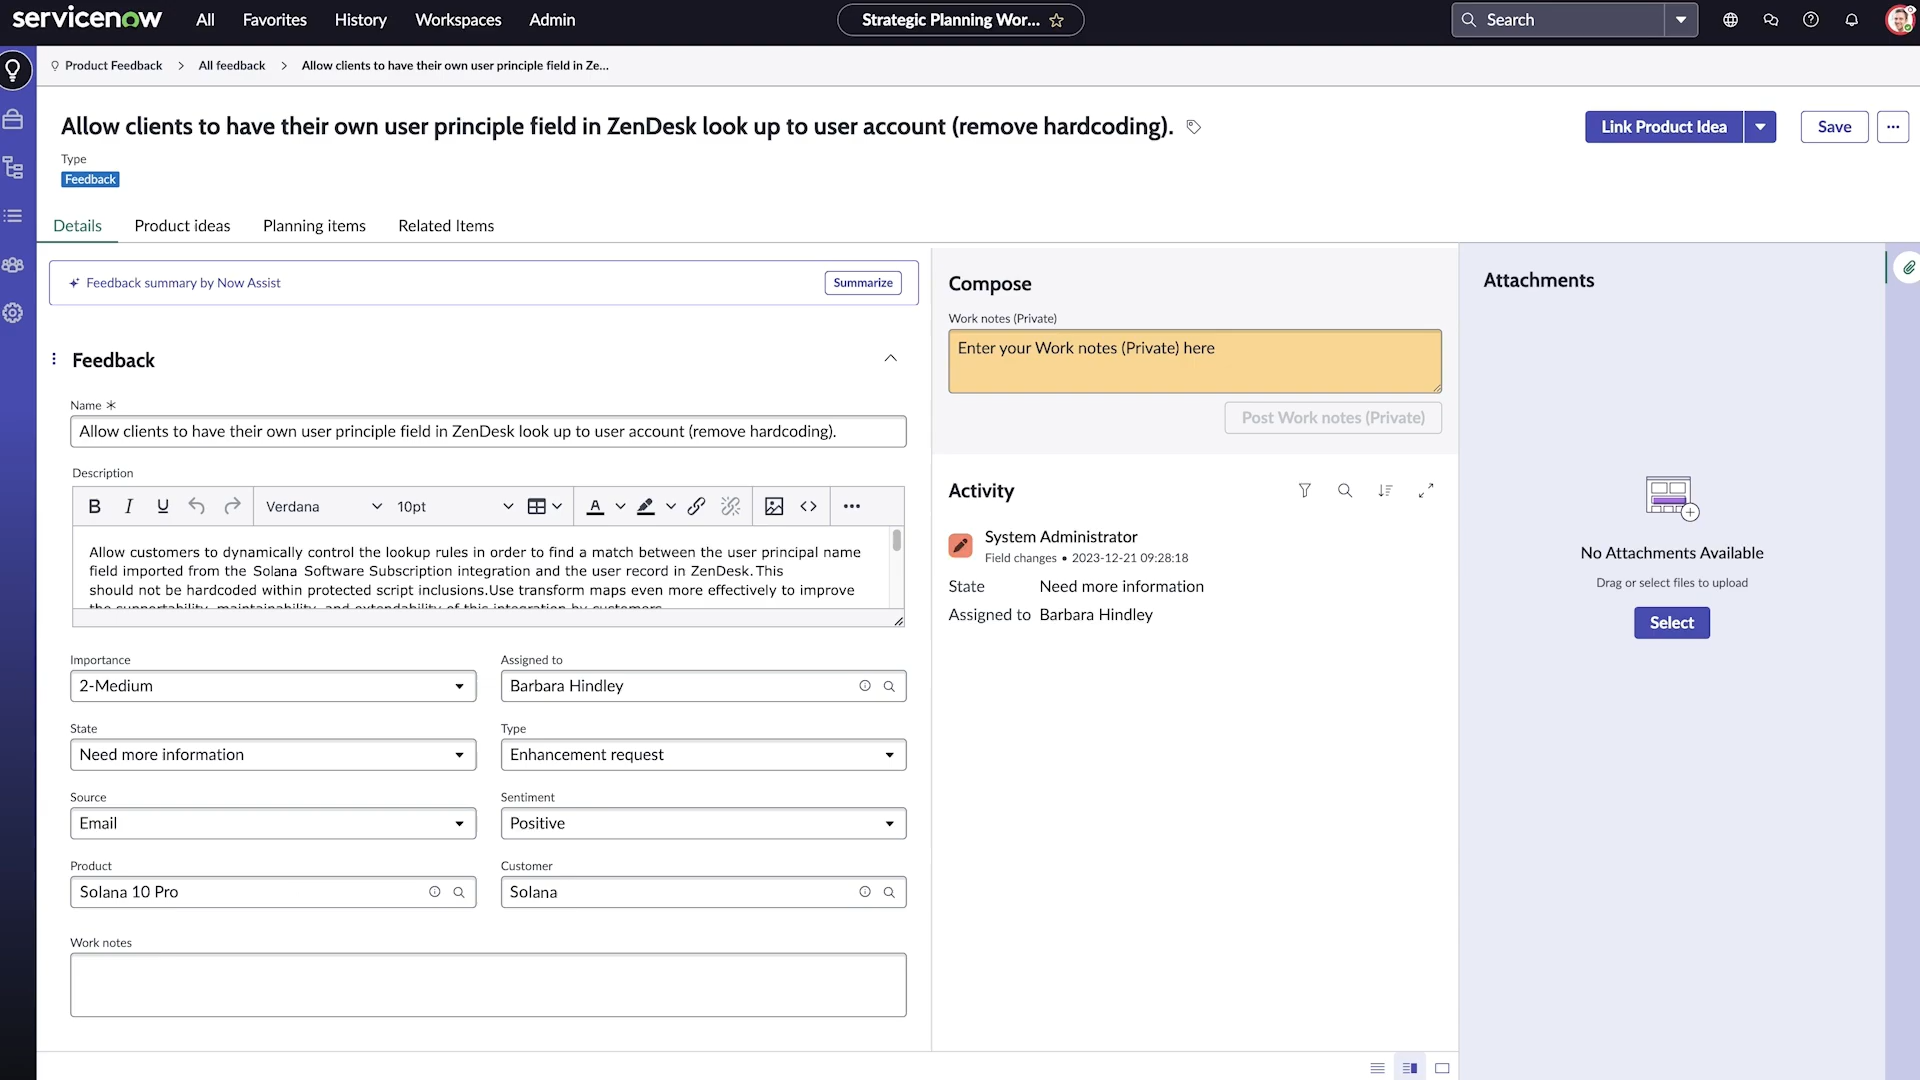 servicenow All Favorites History Workspaces Admin Strategic Planning Wor... Search
Product Feedback > All feedback > Allow clients to have their own user principle field in Ze...
Allow clients to have their own user principle field in ZenDesk look up to user account (remove hardcoding).
Link Product Idea Save
Type
Feedback
Details Product ideas Planning items Related Items
Feedback summary by Now Assist Summarize
Feedback
Name *
Allow clients to have their own user principle field in ZenDesk look up to user account (remove hardcoding).
Description
B I U Verdana 10pt A
Allow customers to dynamically control the lookup rules in order to find a match between the user principal name
field imported from the Solana Software Subscription integration and the user record in ZenDesk. This
should not be hardcoded within protected script inclusions.Use transform maps even more effectively to improve
the supportability, maintainability, and extendability of this integration by customers.
Importance Assigned to
2-Medium Barbara Hindley
State Type
Need more information Enhancement request
Source Sentiment
Email Positive
Product Customer
Solana 10 Pro Solana
Work notes
Compose
Work notes (Private)
Enter your Work notes (Private) here
Post Work notes (Private)
Activity
System Administrator
Field changes • 2023-12-21 09:28:18
State Need more information
Assigned to Barbara Hindley
Attachments
No Attachments Available
Drag or select files to upload
Select